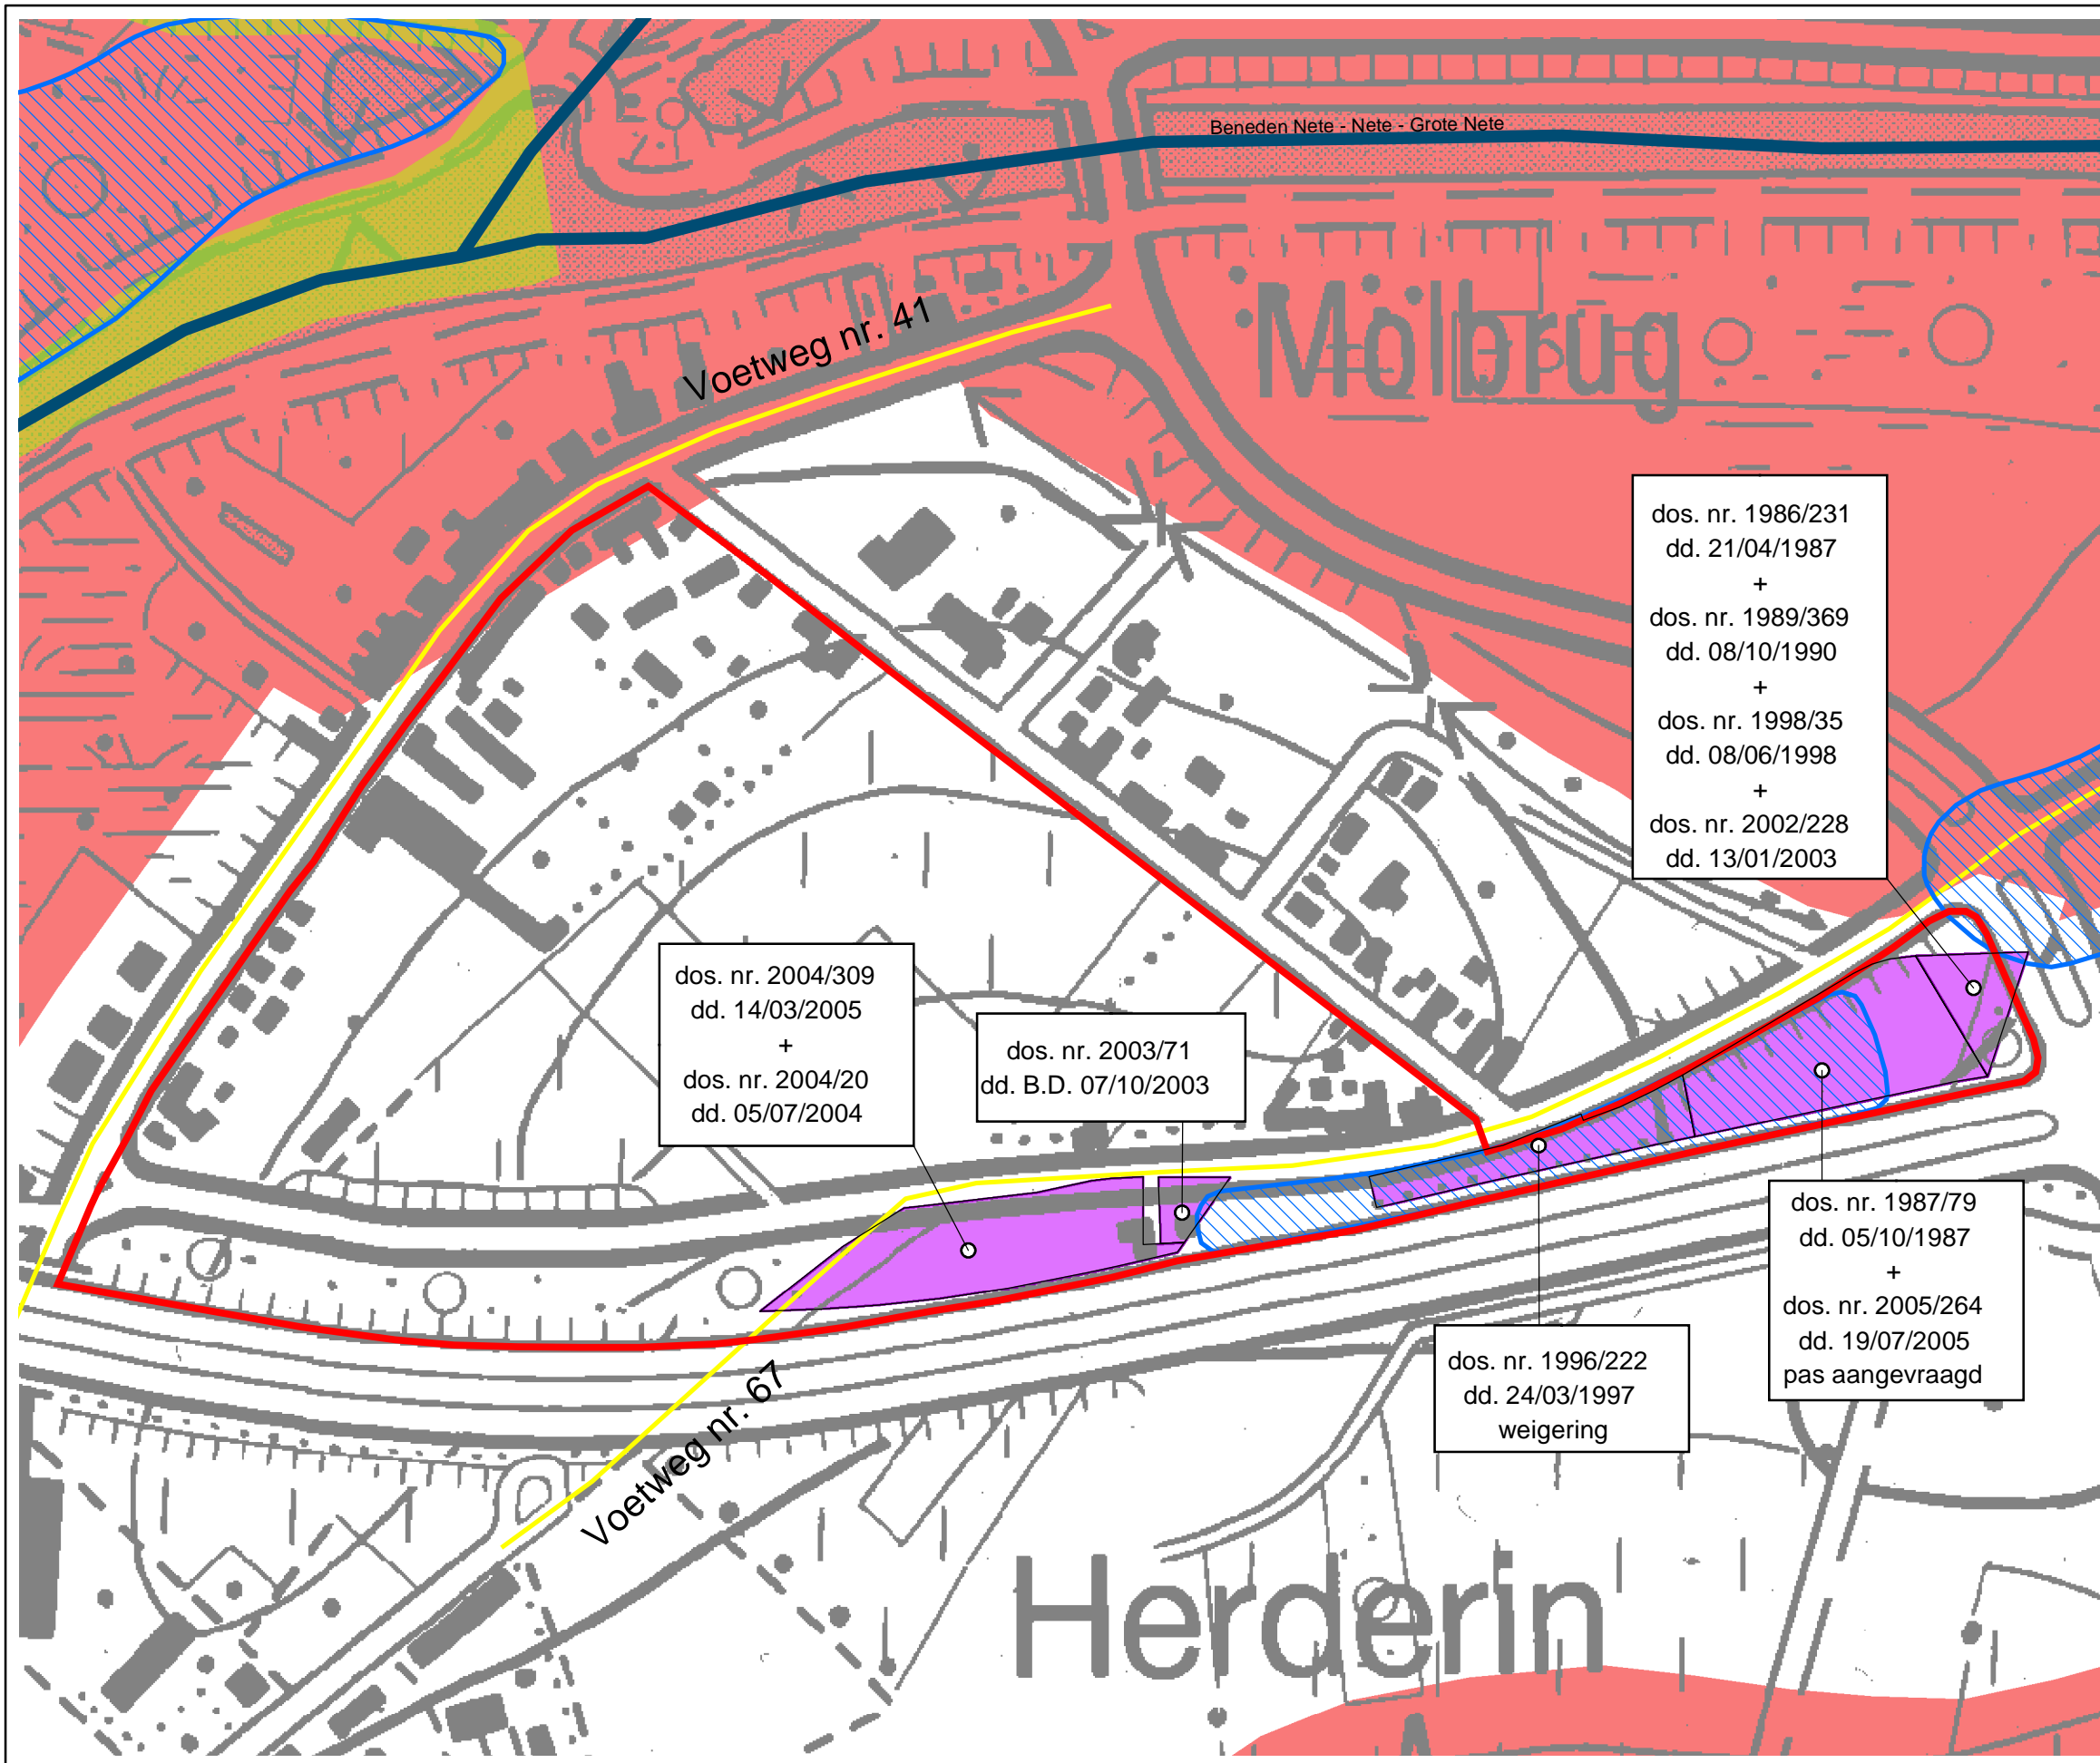 Beneden Nete - Nete - Grote Nete
Voetweg nr. 41
Molbrug
dos. nr. 1986/231
dd. 21/04/1987
+
dos. nr. 1989/369
dd. 08/10/1990
+
dos. nr. 1998/35
dd. 08/06/1998
+
dos. nr. 2002/228
dd. 13/01/2003
dos. nr. 2004/309
dd. 14/03/2005
+
dos. nr. 2004/20
dd. 05/07/2004
dos. nr. 2003/71
dd. B.D. 07/10/2003
dos. nr. 1987/79
dd. 05/10/1987
+
dos. nr. 2005/264
dd. 19/07/2005
pas aangevraagd
dos. nr. 1996/222
dd. 24/03/1997
weigering
Voetweg nr. 67
Herderin